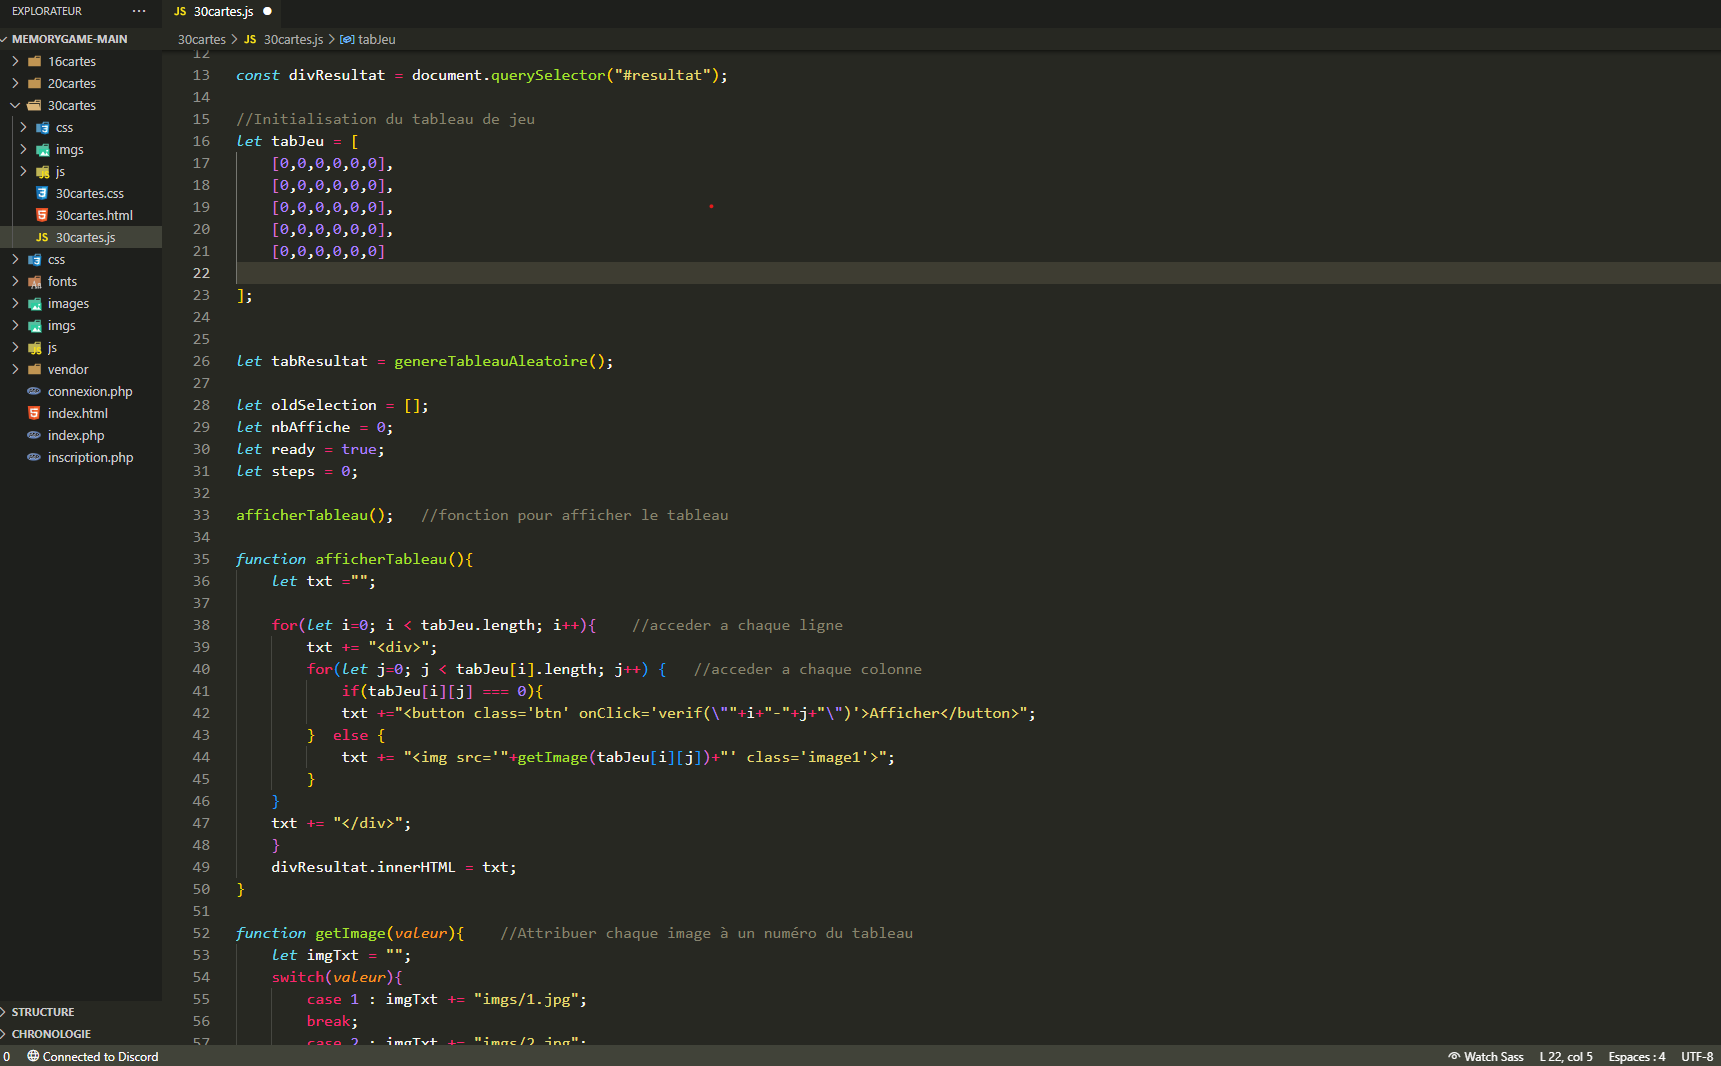 EXPLORATEUR ···
MEMORYGAME-MAIN
16cartes
20cartes
30cartes
css
imgs
js
30cartes.css
30cartes.html
JS 30cartes.js
css
fonts
images
imgs
js
vendor
connexion.php
index.html
index.php
inscription.php
STRUCTURE
CHRONOLOGIE
JS 30cartes.js ●
30cartes > JS 30cartes.js > tabJeu
12
13 const divResultat = document.querySelector("#resultat");
14
15 //Initialisation du tableau de jeu
16 let tabJeu = [
17 [0,0,0,0,0,0],
18 [0,0,0,0,0,0],
19 [0,0,0,0,0,0],
20 [0,0,0,0,0,0],
21 [0,0,0,0,0,0]
22
23 ];
24
25
26 let tabResultat = genereTableauAleatoire();
27
28 let oldSelection = [];
29 let nbAffiche = 0;
30 let ready = true;
31 let steps = 0;
32
33 afficherTableau(); //fonction pour afficher le tableau
34
35 function afficherTableau(){
36 let txt ="";
37
38 for(let i=0; i < tabJeu.length; i++){ //acceder a chaque ligne
39 txt += "<div>";
40 for(let j=0; j < tabJeu[i].length; j++) { //acceder a chaque colonne
41 if(tabJeu[i][j] === 0){
42 txt +="<button class='btn' onClick='verif(\""+i+"-"+j+"\")'>Afficher</button>";
43 } else {
44 txt += "<img src='"+getImage(tabJeu[i][j])+"' class='image1'>";
45 }
46 }
47 txt += "</div>";
48 }
49 divResultat.innerHTML = txt;
50 }
51
52 function getImage(valeur){ //Attribuer chaque image à un numéro du tableau
53 let imgTxt = "";
54 switch(valeur){
55 case 1 : imgTxt += "imgs/1.jpg";
56 break;
57 case 2 : imgTxt += "imgs/2.jpg";
0 Connected to Discord Watch Sass L 22, col 5 Espaces : 4 UTF-8